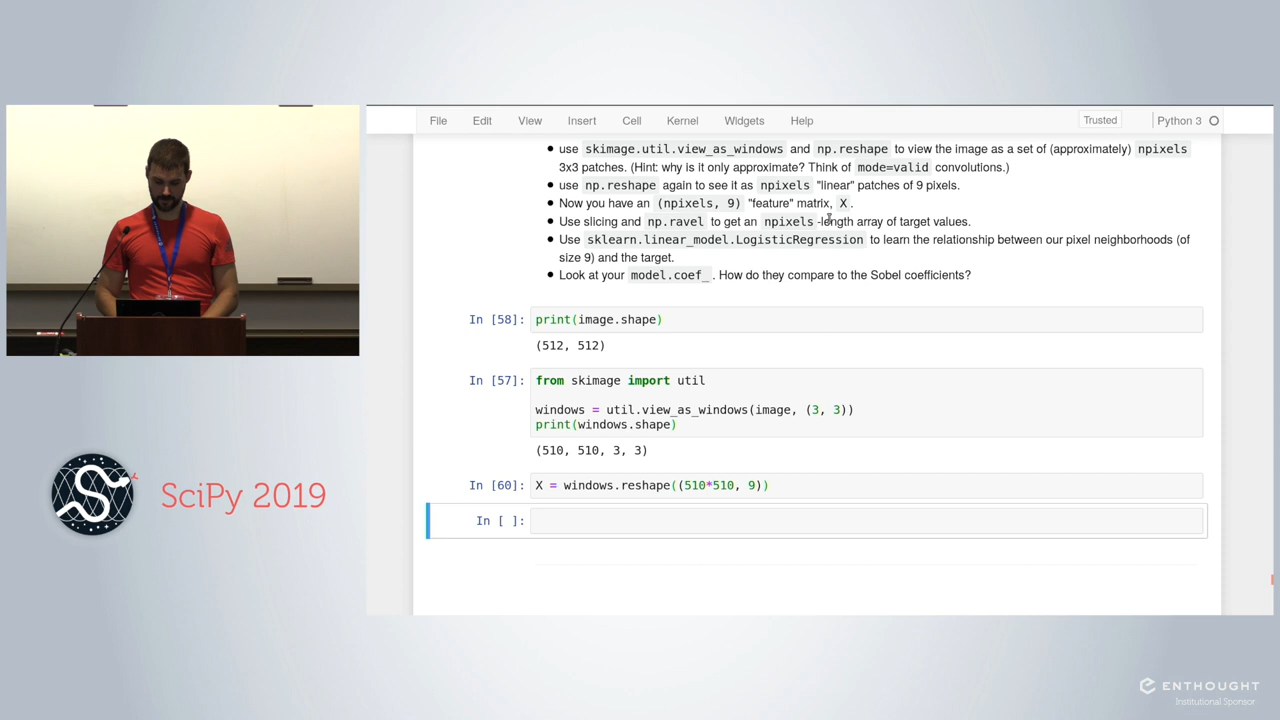 File Edit View Insert Cell Kernel Widgets Help Trusted Python 3
use skimage.util.view_as_windows and np.reshape to view the image as a set of (approximately) npixels
3x3 patches. (Hint: why is it only approximate? Think of mode=valid convolutions.)
use np.reshape again to see it as npixels "linear" patches of 9 pixels.
Now you have an (npixels, 9) "feature" matrix, X .
Use slicing and np.ravel to get an npixels -length array of target values.
Use sklearn.linear_model.LogisticRegression to learn the relationship between our pixel neighborhoods (of
size 9) and the target.
Look at your model.coef_ . How do they compare to the Sobel coefficients?
In [58]: print(image.shape)
(512, 512)
In [57]: from skimage import util
windows = util.view_as_windows(image, (3, 3))
print(windows.shape)
(510, 510, 3, 3)
In [60]: X = windows.reshape((510*510, 9))
In [ ]:
SciPy 2019
ENTHOUGHT
Institutional Sponsor